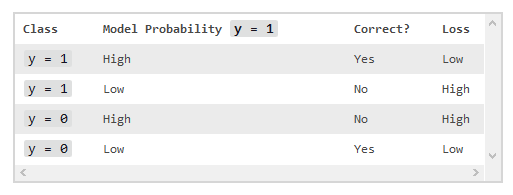 Class Model Probability y = 1 Correct? Loss
y = 1 High Yes Low
y = 1 Low No High
y = 0 High No High
y = 0 Low Yes Low